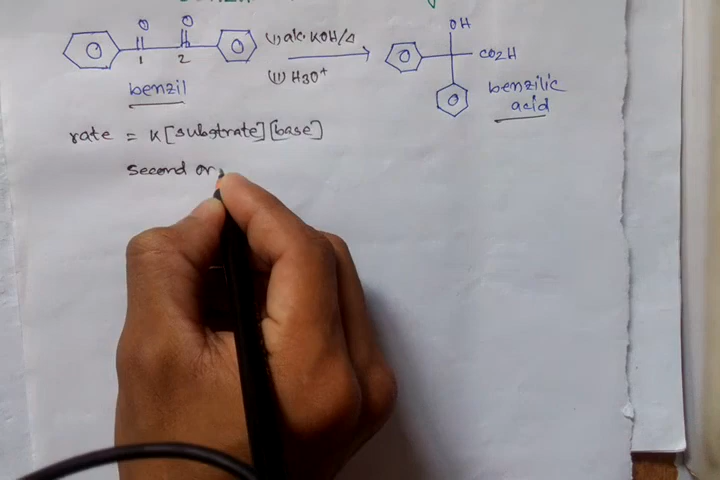 O O
(i) alc. KOH/Δ
(ii) H3O+
1 2
OH
CO2H
benzil
benzilic
acid
rate = K[substrate][base]
second or